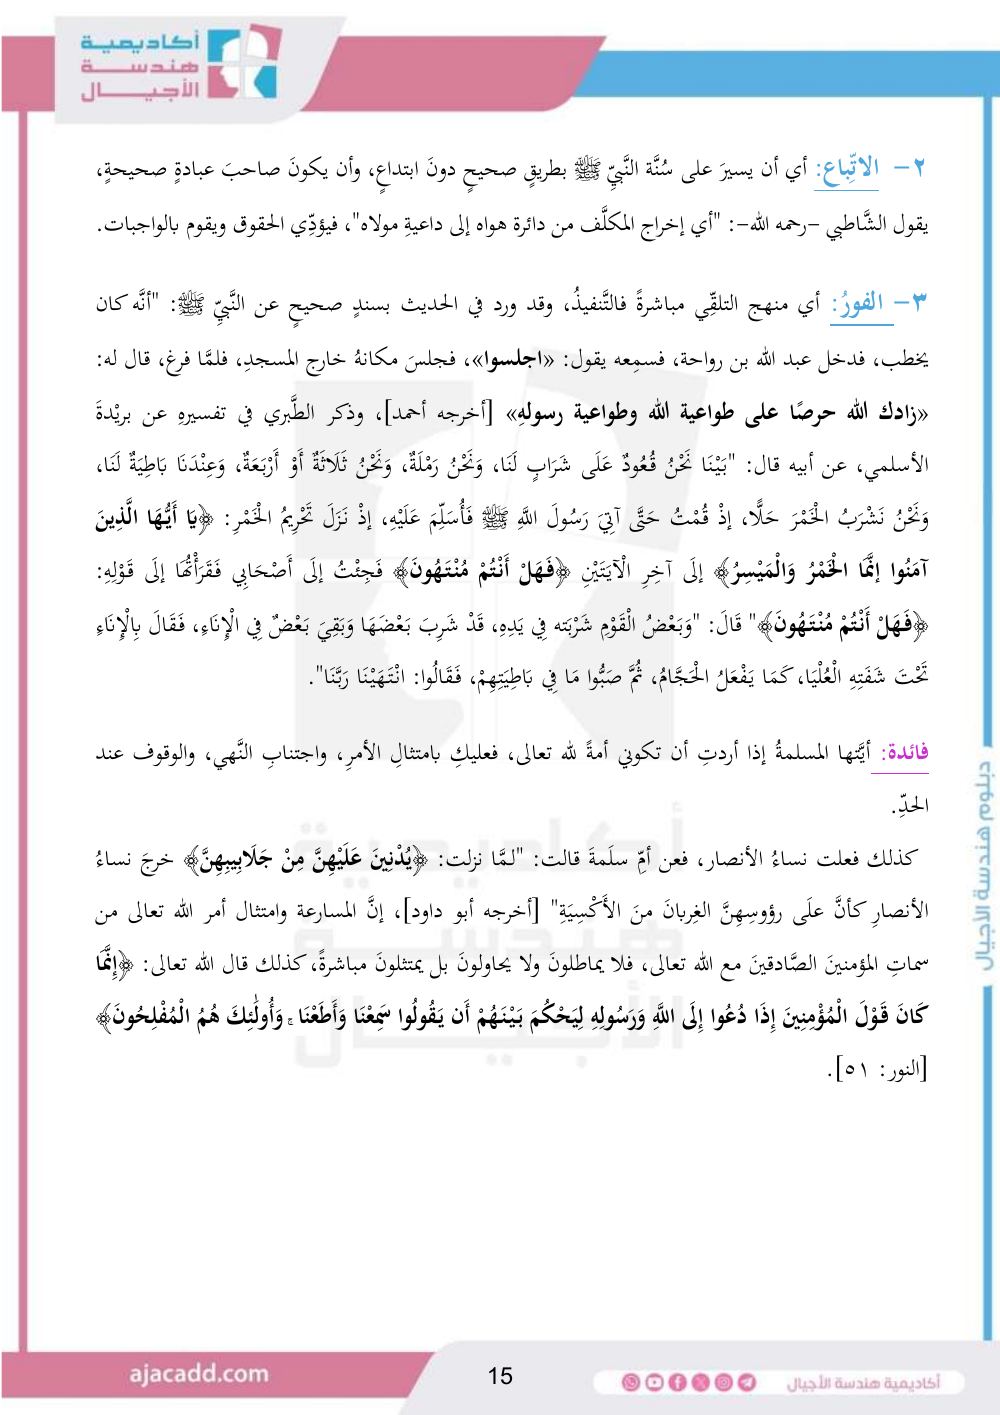 أكاديمية
هندسة
الأجيال
٢- الاتِّباع: أي أن يسيرَ على سُنَّة النَّبيِّ ﷺ بطريقٍ صحيحٍ دونَ ابتداعٍ، وأن يكونَ صاحبَ عبادةٍ صحيحةٍ،
يقول الشَّاطبي -رحمه الله-: "أي إخراج المكلَّف من دائرة هواه إلى داعيةِ مولاه"، فيؤدِّي الحقوق ويقوم بالواجبات.
٣- الفورُ: أي منهج التلقِّي مباشرةً فالتَّنفيذُ، وقد ورد في الحديث بسندٍ صحيحٍ عن النَّبيِّ ﷺ: "أنَّه كان
يخطب، فدخل عبد الله بن رواحة، فسمِعه يقول: «اجلسوا»، فجلسَ مكانهُ خارج المسجدِ، فلمَّا فرغ، قال له:
«زادك الله حرصًا على طواعية الله وطواعية رسولهِ» [أخرجه أحمد]، وذكر الطَّبري في تفسيرهِ عن بريْدةَ
الأسلمي، عن أبيه قال: "بَيْنَا نَحْنُ قُعُودٌ عَلَى شَرَابٍ لَنَا، وَنَحْنُ رَمْلَةٌ، وَنَحْنُ ثَلَاثَةٌ أَوْ أَرْبَعَةٌ، وَعِنْدَنَا بَاطِيَةٌ لَنَا،
وَنَحْنُ نَشْرَبُ الْخَمْرَ حَلًّا، إِذْ قُمْتُ حَتَّى آتِيَ رَسُولَ اللَّهِ ﷺ فَأُسَلِّمَ عَلَيْهِ، إِذْ نَزَلَ تَحْرِيمُ الْخَمْرِ: ﴿يَا أَيُّهَا الَّذِينَ
آمَنُوا إِنَّمَا الْخَمْرُ وَالْمَيْسِرُ﴾ إِلَى آخِرِ الْآيَتَيْنِ ﴿فَهَلْ أَنْتُمْ مُنْتَهُونَ﴾ فَجِئْتُ إِلَى أَصْحَابِي فَقَرَأْتُهَا إِلَى قَوْلِهِ:
﴿فَهَلْ أَنْتُمْ مُنْتَهُونَ﴾" قَالَ: "وَبَعْضُ الْقَوْمِ شَرْبَتَه فِي يَدِهِ، قَدْ شَرِبَ بَعْضَهَا وَبَقِيَ بَعْضٌ فِي الْإِنَاءِ، فَقَالَ بِالْإِنَاءِ
تَحْتَ شَفَتِهِ الْعُلْيَا، كَمَا يَفْعَلُ الْحَجَّامُ، ثُمَّ صَبُّوا مَا فِي بَاطِيَتِهِمْ، فَقَالُوا: انْتَهَيْنَا رَبَّنَا".
فائدة: أيَّتها المسلمةُ إذا أردتِ أن تكوني أمةً لله تعالى، فعليكِ بامتثالِ الأمرِ، واجتنابِ النَّهي، والوقوف عند
الحدِّ.
كذلك فعلت نساءُ الأنصار، فعن أمِّ سلَمةَ قالت: "لمَّا نزلت: ﴿يُدْنِينَ عَلَيْهِنَّ مِنْ جَلَابِيبِهِنَّ﴾ خرجَ نساءُ
الأنصارِ كأنَّ علَى رؤوسِهِنَّ الغِربانَ منَ الأَكْسِيَةِ" [أخرجه أبو داود]، إنَّ المسارعة وامتثال أمر الله تعالى من
سماتِ المؤمنينَ الصَّادقينَ مع الله تعالى، فلا يماطلونَ ولا يحاولونَ بل يمتثلونَ مباشرةً، كذلك قال الله تعالى: ﴿إِنَّمَا
كَانَ قَوْلَ الْمُؤْمِنِينَ إِذَا دُعُوا إِلَى اللَّهِ وَرَسُولِهِ لِيَحْكُمَ بَيْنَهُمْ أَن يَقُولُوا سَمِعْنَا وَأَطَعْنَا ۚ وَأُولَٰئِكَ هُمُ الْمُفْلِحُونَ﴾
[النور: ٥١].
أكاديمية
هندسة
الأجيال
دبلوم هندسة الأجيال
ajacadd.com
15
أكاديمية هندسة الأجيال